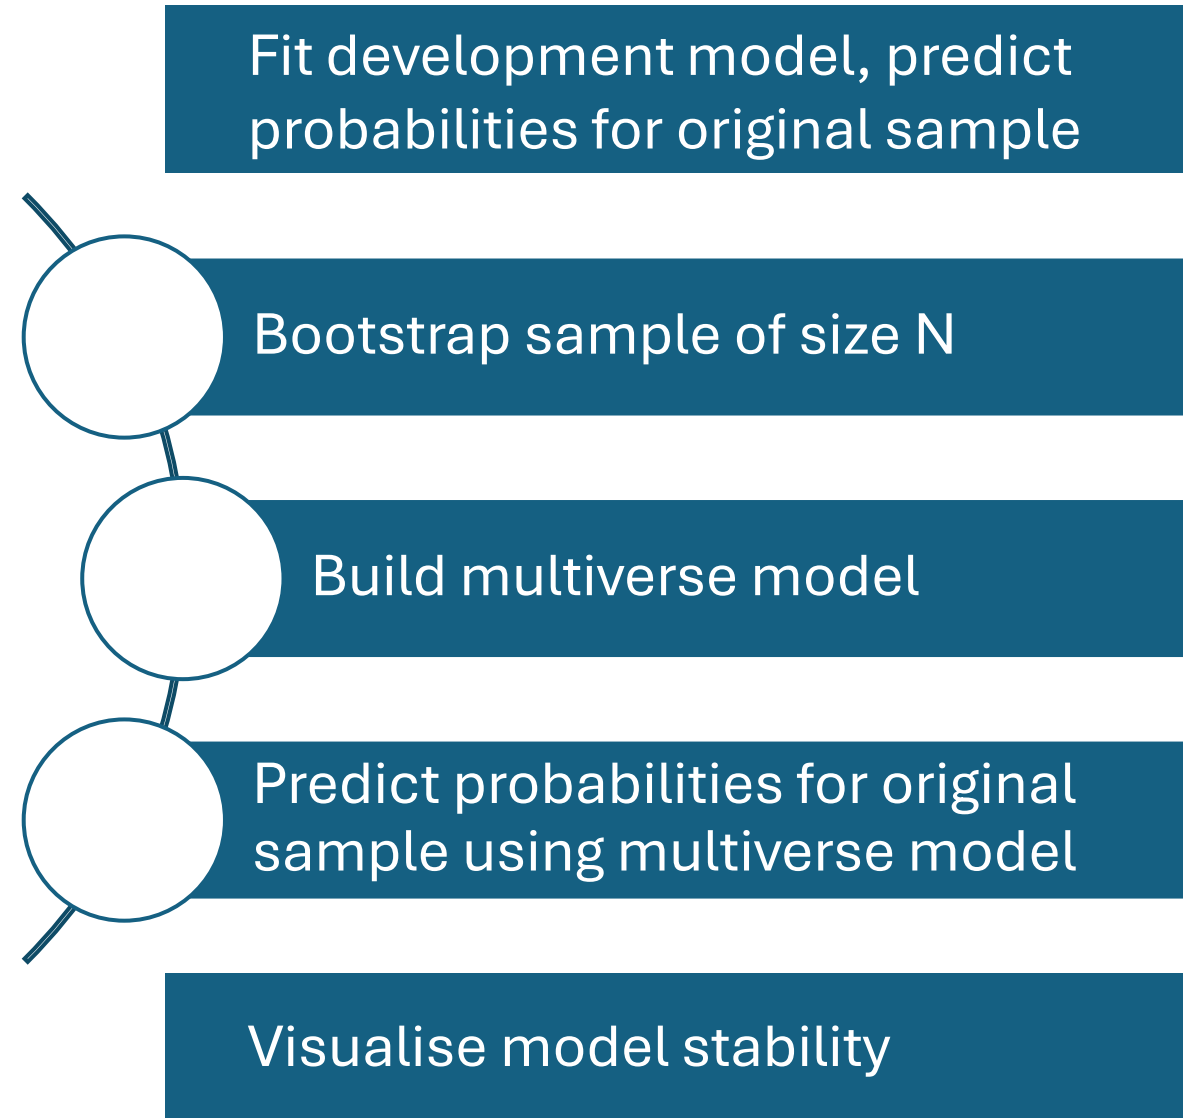 Fit development model, predict
probabilities for original sample
Bootstrap sample of size N
Build multiverse model
Predict probabilities for original
sample using multiverse model
Visualise model stability